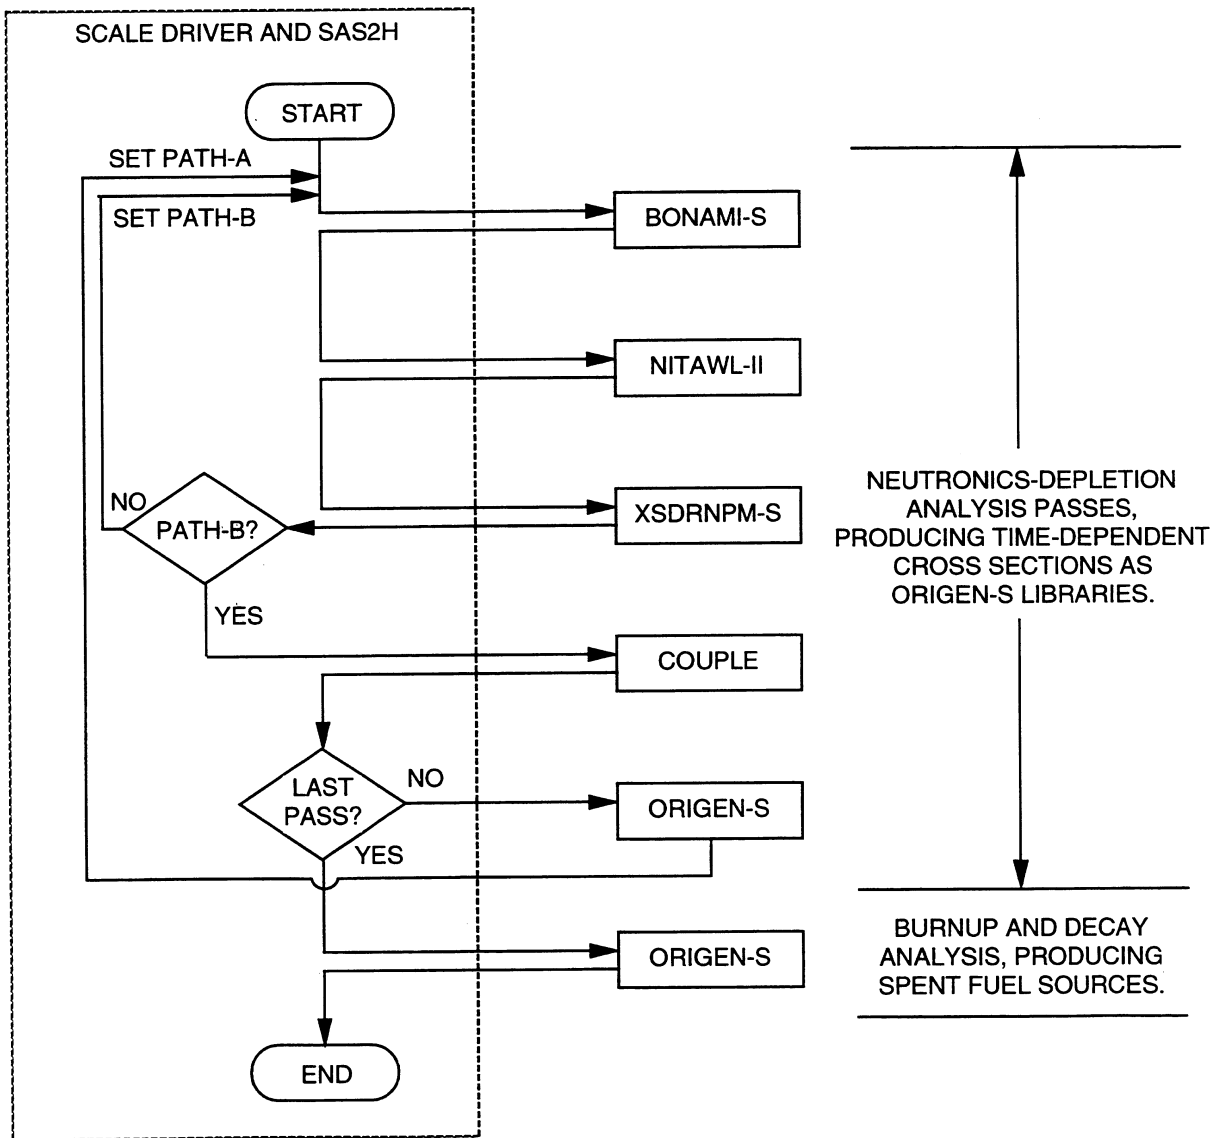 SCALE DRIVER AND SAS2H
START
SET PATH-A
SET PATH-B
BONAMI-S
NITAWL-II
NO
PATH-B?
XSDRNPM-S
YES
COUPLE
LAST
PASS?
NO
ORIGEN-S
YES
ORIGEN-S
END
NEUTRONICS-DEPLETION
ANALYSIS PASSES,
PRODUCING TIME-DEPENDENT
CROSS SECTIONS AS
ORIGEN-S LIBRARIES.
BURNUP AND DECAY
ANALYSIS, PRODUCING
SPENT FUEL SOURCES.